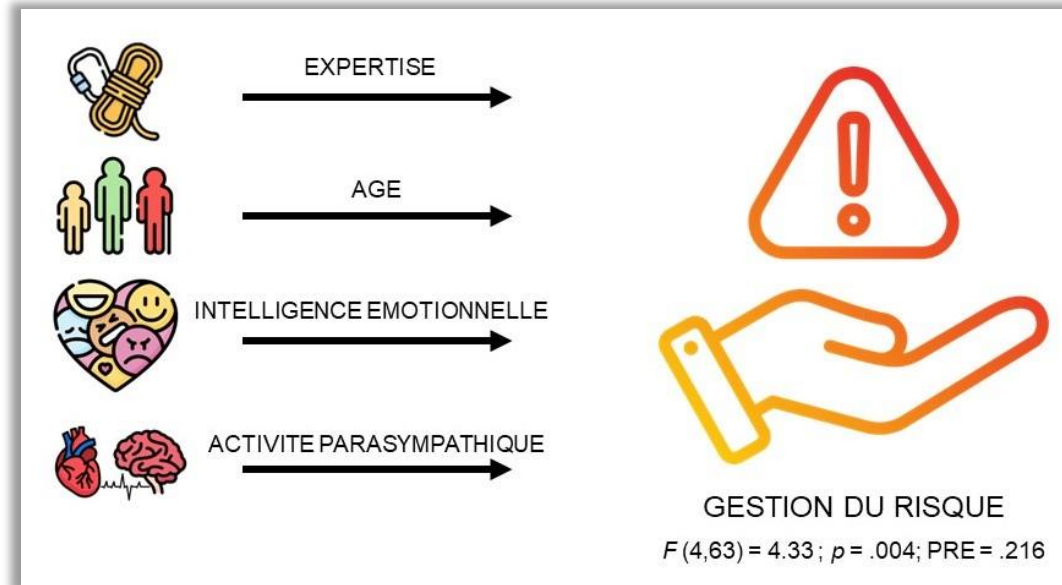 EXPERTISE
AGE
INTELLIGENCE EMOTIONNELLE
ACTIVITE PARASYMPATHIQUE
GESTION DU RISQUE
F (4,63) = 4.33 ; p = .004; PRE = .216